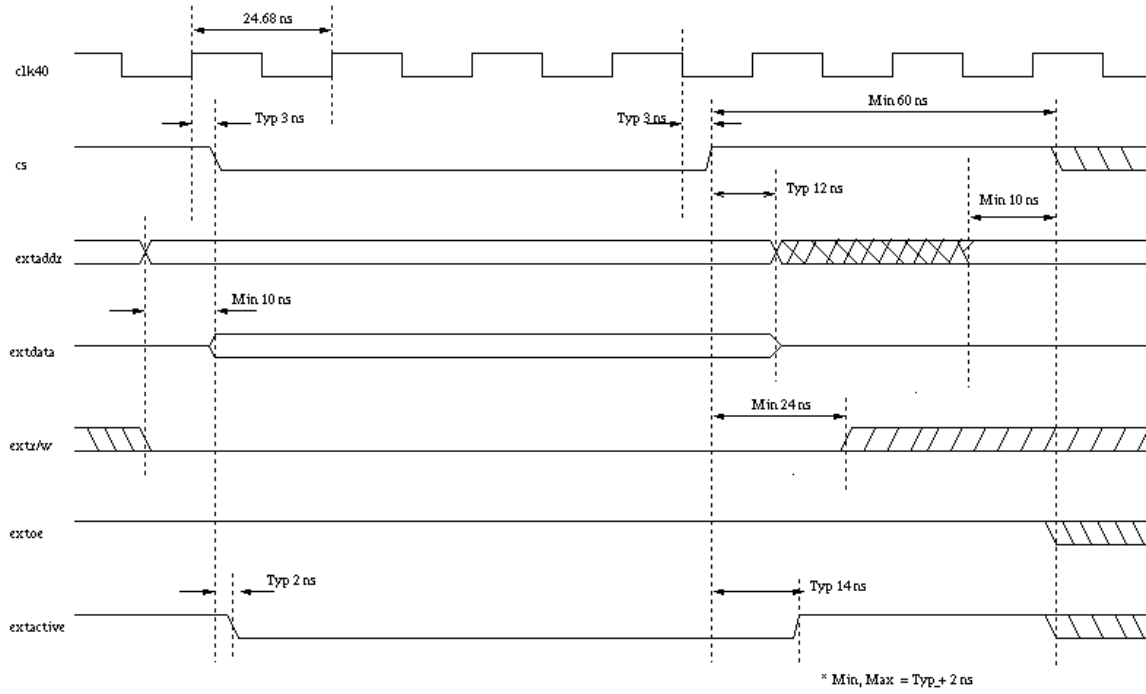 24.68 ns
clk40
Min 60 ns
Typ 3 ns
Typ 3 ns
cs
Typ 12 ns
Min 10 ns
extaddr
Min 10 ns
extdata
Min 24 ns
extr/w
extoe
Typ 2 ns
Typ 14 ns
extactive
* Min, Max = Typ + 2 ns